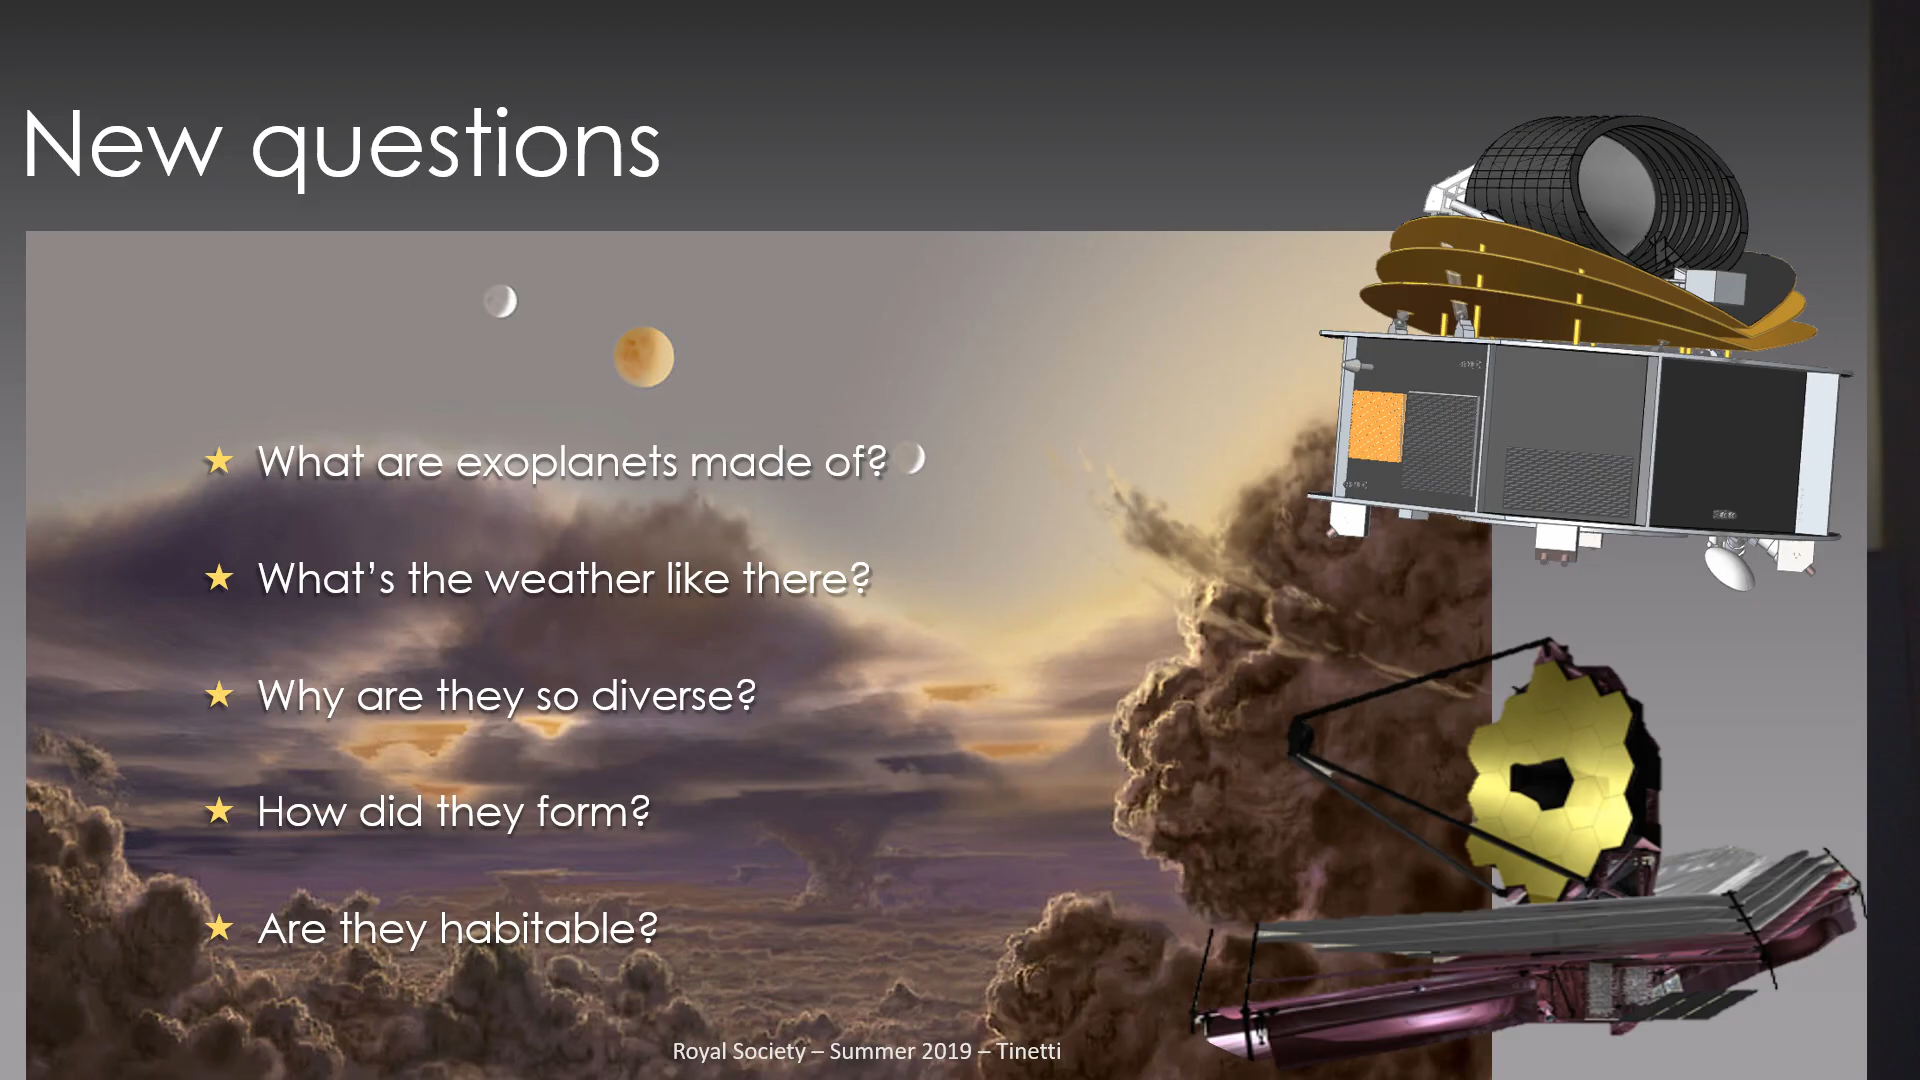 New questions
What are exoplanets made of?
What’s the weather like there?
Why are they so diverse?
How did they form?
Are they habitable?
Royal Society – Summer 2019 – Tinetti